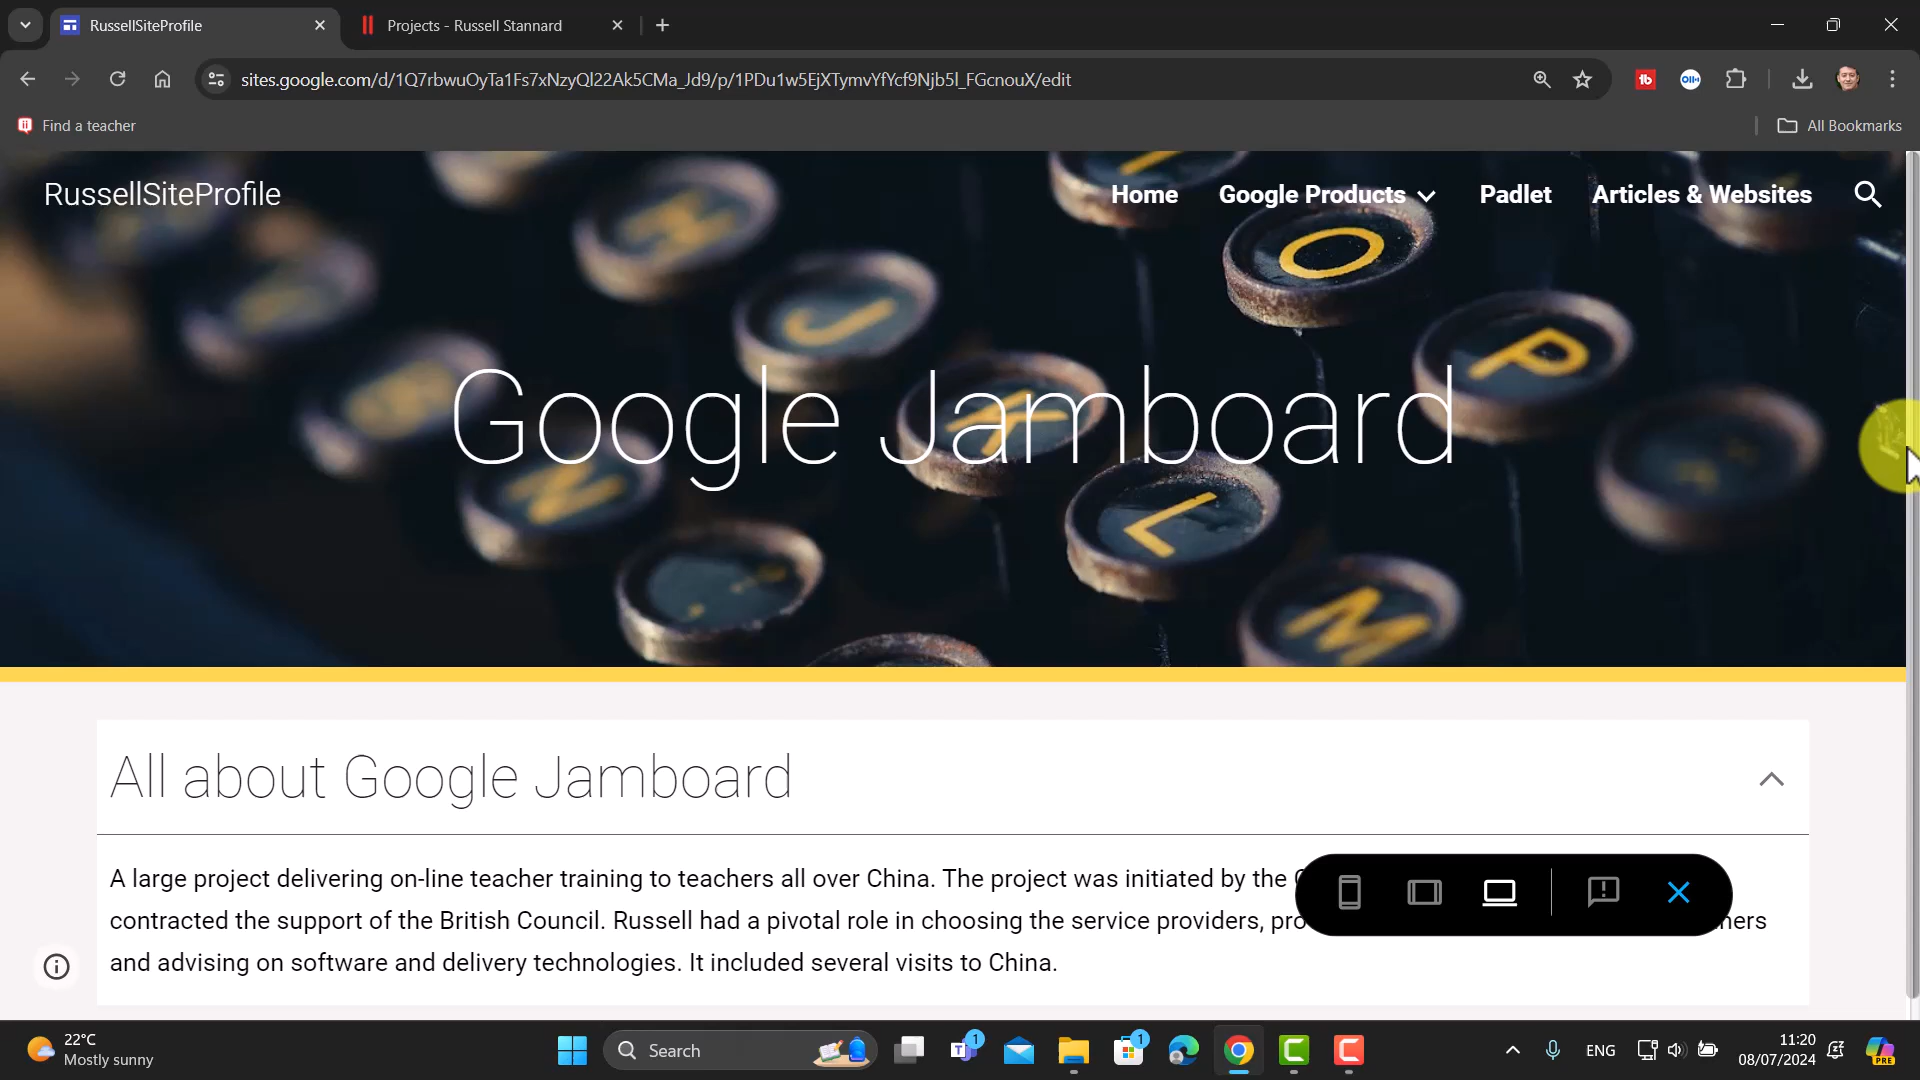 RussellSiteProfile
Projects - Russell Stannard
sites.google.com/d/1Q7rbwuOyTa1Fs7xNzyQl22Ak5CMa_Jd9/p/1PDu1w5EjXTymvYfYcf9Njb5l_FGcnouX/edit
Find a teacher
All Bookmarks
RussellSiteProfile
Home
Google Products
Padlet
Articles & Websites
Google Jamboard
H
J
K
L
M
N
O
P
All about Google Jamboard
A large project delivering on-line teacher training to teachers all over China. The project was initiated by the
contracted the support of the British Council. Russell had a pivotal role in choosing the service providers,
and advising on software and delivery technologies. It included several visits to China.
22°C
Mostly sunny
Search
1
1
ENG
11:20
08/07/2024
PRE